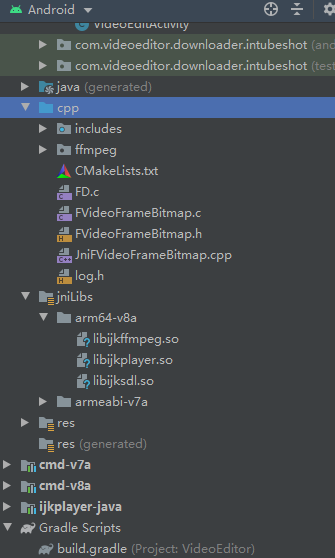 Android
VideoEditActivity
com.videoeditor.downloader.intubeshot (and
com.videoeditor.downloader.intubeshot (test
java (generated)
cpp
includes
ffmpeg
CMakeLists.txt
FD.c
FVideoFrameBitmap.c
FVideoFrameBitmap.h
JniFVideoFrameBitmap.cpp
log.h
jniLibs
arm64-v8a
libijkffmpeg.so
libijkplayer.so
libijksdl.so
armeabi-v7a
res
res (generated)
cmd-v7a
cmd-v8a
ijkplayer-java
Gradle Scripts
build.gradle (Project: VideoEditor)